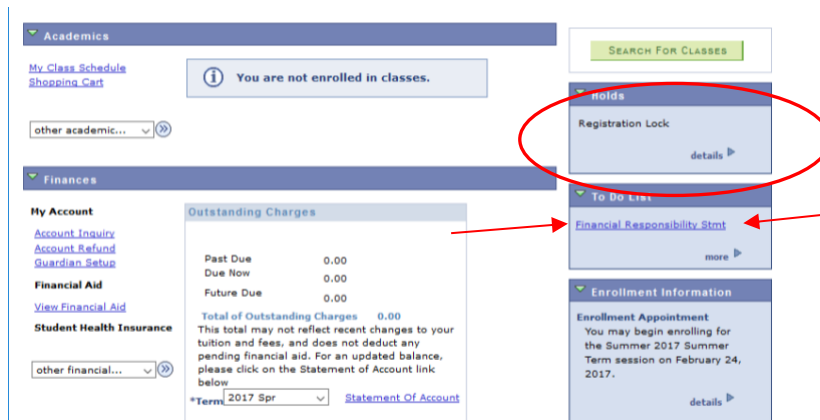 Academics
My Class Schedule
Shopping Cart
You are not enrolled in classes.
other academic...
Finances
My Account
Account Inquiry
Account Refund
Guardian Setup
Financial Aid
View Financial Aid
Student Health Insurance
other financial...
Outstanding Charges
Past Due 0.00
Due Now 0.00
Future Due 0.00
Total of Outstanding Charges 0.00
This total may not reflect recent changes to your
tuition and fees, and does not deduct any
pending financial aid. For an updated balance,
please click on the Statement of Account link
below
*Term 2017 Spr Statement Of Account
Search For Classes
Holds
Registration Lock
details
To Do List
Financial Responsibility Stmt
more
Enrollment Information
Enrollment Appointment
You may begin enrolling for
the Summer 2017 Summer
Term session on February 24,
2017.
details